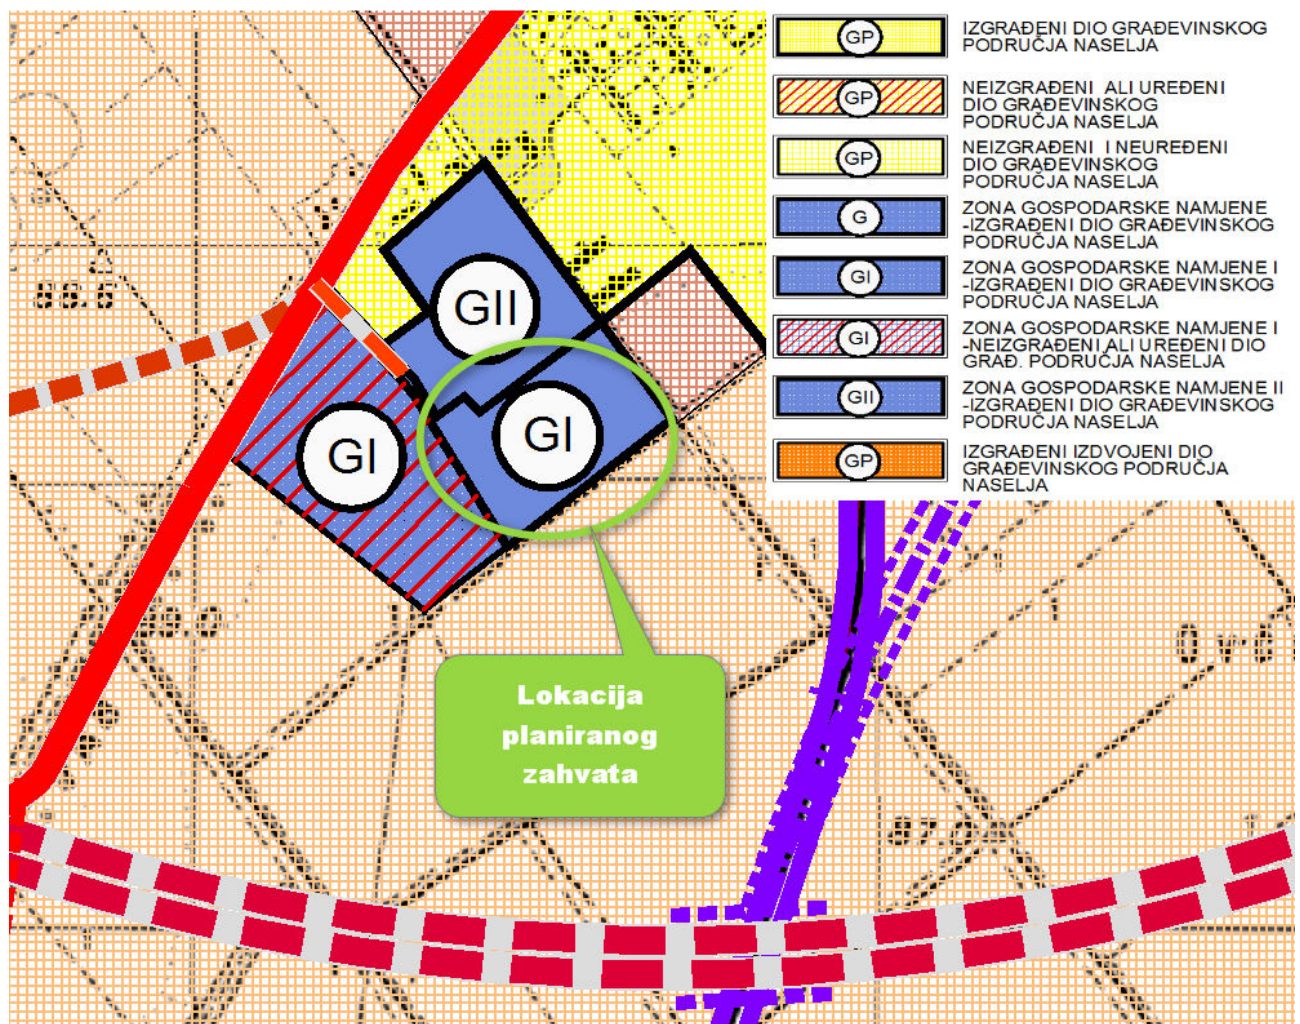 GP
IZGRAĐENI DIO GRAĐEVINSKOG
PODRUČJA NASELJA
GP
NEIZGRAĐENI ALI UREĐENI
DIO GRAĐEVINSKOG
PODRUČJA NASELJA
GP
NEIZGRAĐENI I NEUREĐENI
DIO GRAĐEVINSKOG
PODRUČJA NASELJA
G
ZONA GOSPODARSKE NAMJENE
-IZGRAĐENI DIO GRAĐEVINSKOG
PODRUČJA NASELJA
GI
ZONA GOSPODARSKE NAMJENE I
-IZGRAĐENI DIO GRAĐEVINSKOG
PODRUČJA NASELJA
GI
ZONA GOSPODARSKE NAMJENE I
-NEIZGRAĐENI ALI UREĐENI DIO
GRAĐ. PODRUČJA NASELJA
GII
ZONA GOSPODARSKE NAMJENE II
-IZGRAĐENI DIO GRAĐEVINSKOG
PODRUČJA NASELJA
GP
IZGRAĐENI IZDVOJENI DIO
GRAĐEVINSKOG PODRUČJA
NASELJA
GII
GI
GI
Lokacija
planiranog
zahvata